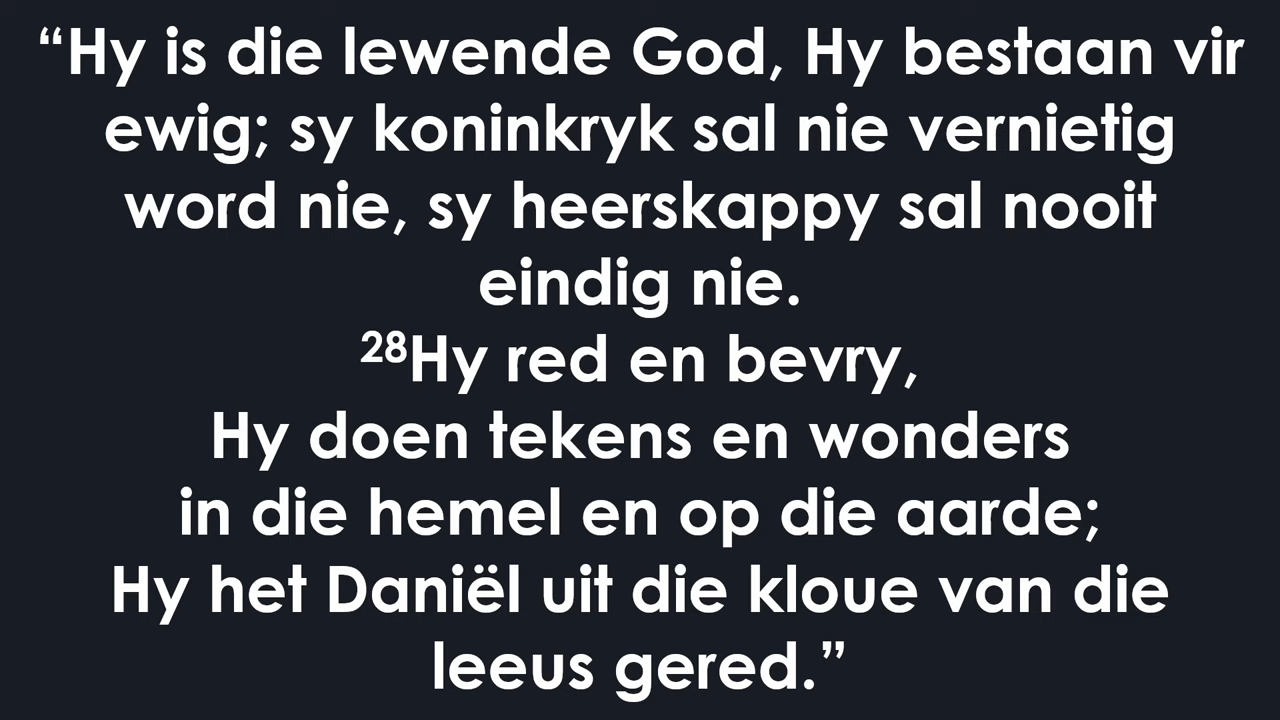 “Hy is die lewende God, Hy bestaan vir
ewig; sy koninkryk sal nie vernietig
word nie, sy heerskappy sal nooit
eindig nie.
²⁸Hy red en bevry,
Hy doen tekens en wonders
in die hemel en op die aarde;
Hy het Daniël uit die kloue van die
leeus gered.”